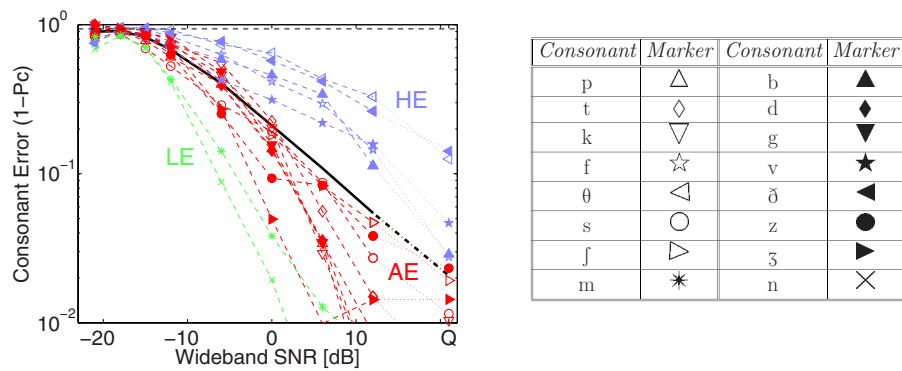 10^0
10^-1
10^-2
Consonant Error (1−Pc)
HE
LE
AE
−20 −10 0 10 Q
Wideband SNR [dB]
Consonant Marker Consonant Marker
p △ b ▲
t ◇ d ♦
k ▽ g ▼
f ☆ v ★
θ ◁ ð ◀
s ○ z ●
ʃ ▷ ʒ ▶
m ✷ n ×